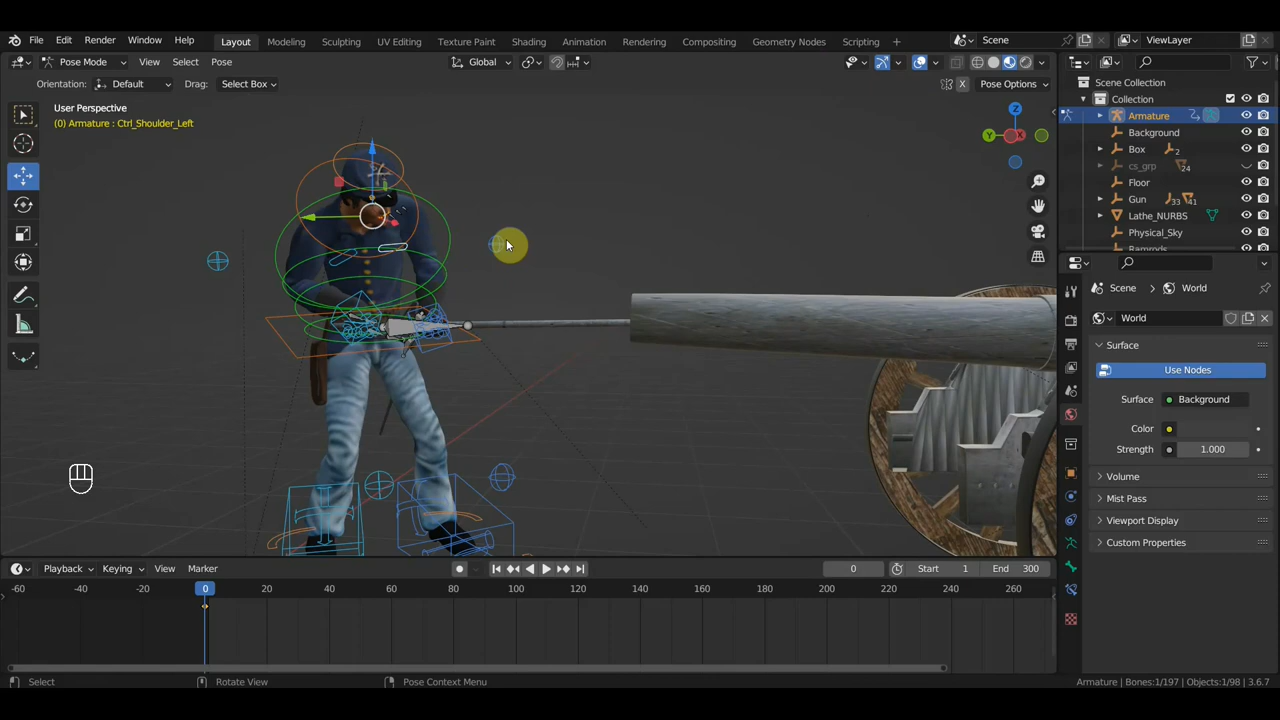 File Edit Render Window Help Layout Modeling Sculpting UV Editing Texture Paint Shading Animation Rendering Compositing Geometry Nodes Scripting + Scene ViewLayer
Pose Mode View Select Pose Global
Orientation: Default Drag: Select Box X Pose Options
User Perspective
(0) Armature : Ctrl_Shoulder_Left
Z
Y
X
Scene Collection
Collection
Armature
Background
Box 2
cs_grp 24
Floor
Gun 33 41
Lathe_NURBS
Physical_Sky
Ramrods
Scene World
World
Surface
Use Nodes
Surface Background
Color
Strength 1.000
Volume
Mist Pass
Viewport Display
Custom Properties
Playback Keying View Marker 0 Start 1 End 300
-60 -40 -20 0 20 40 60 80 100 120 140 160 180 200 220 240 260
Select Rotate View Pose Context Menu Armature | Bones:1/197 | Objects:1/98 | 3.6.7